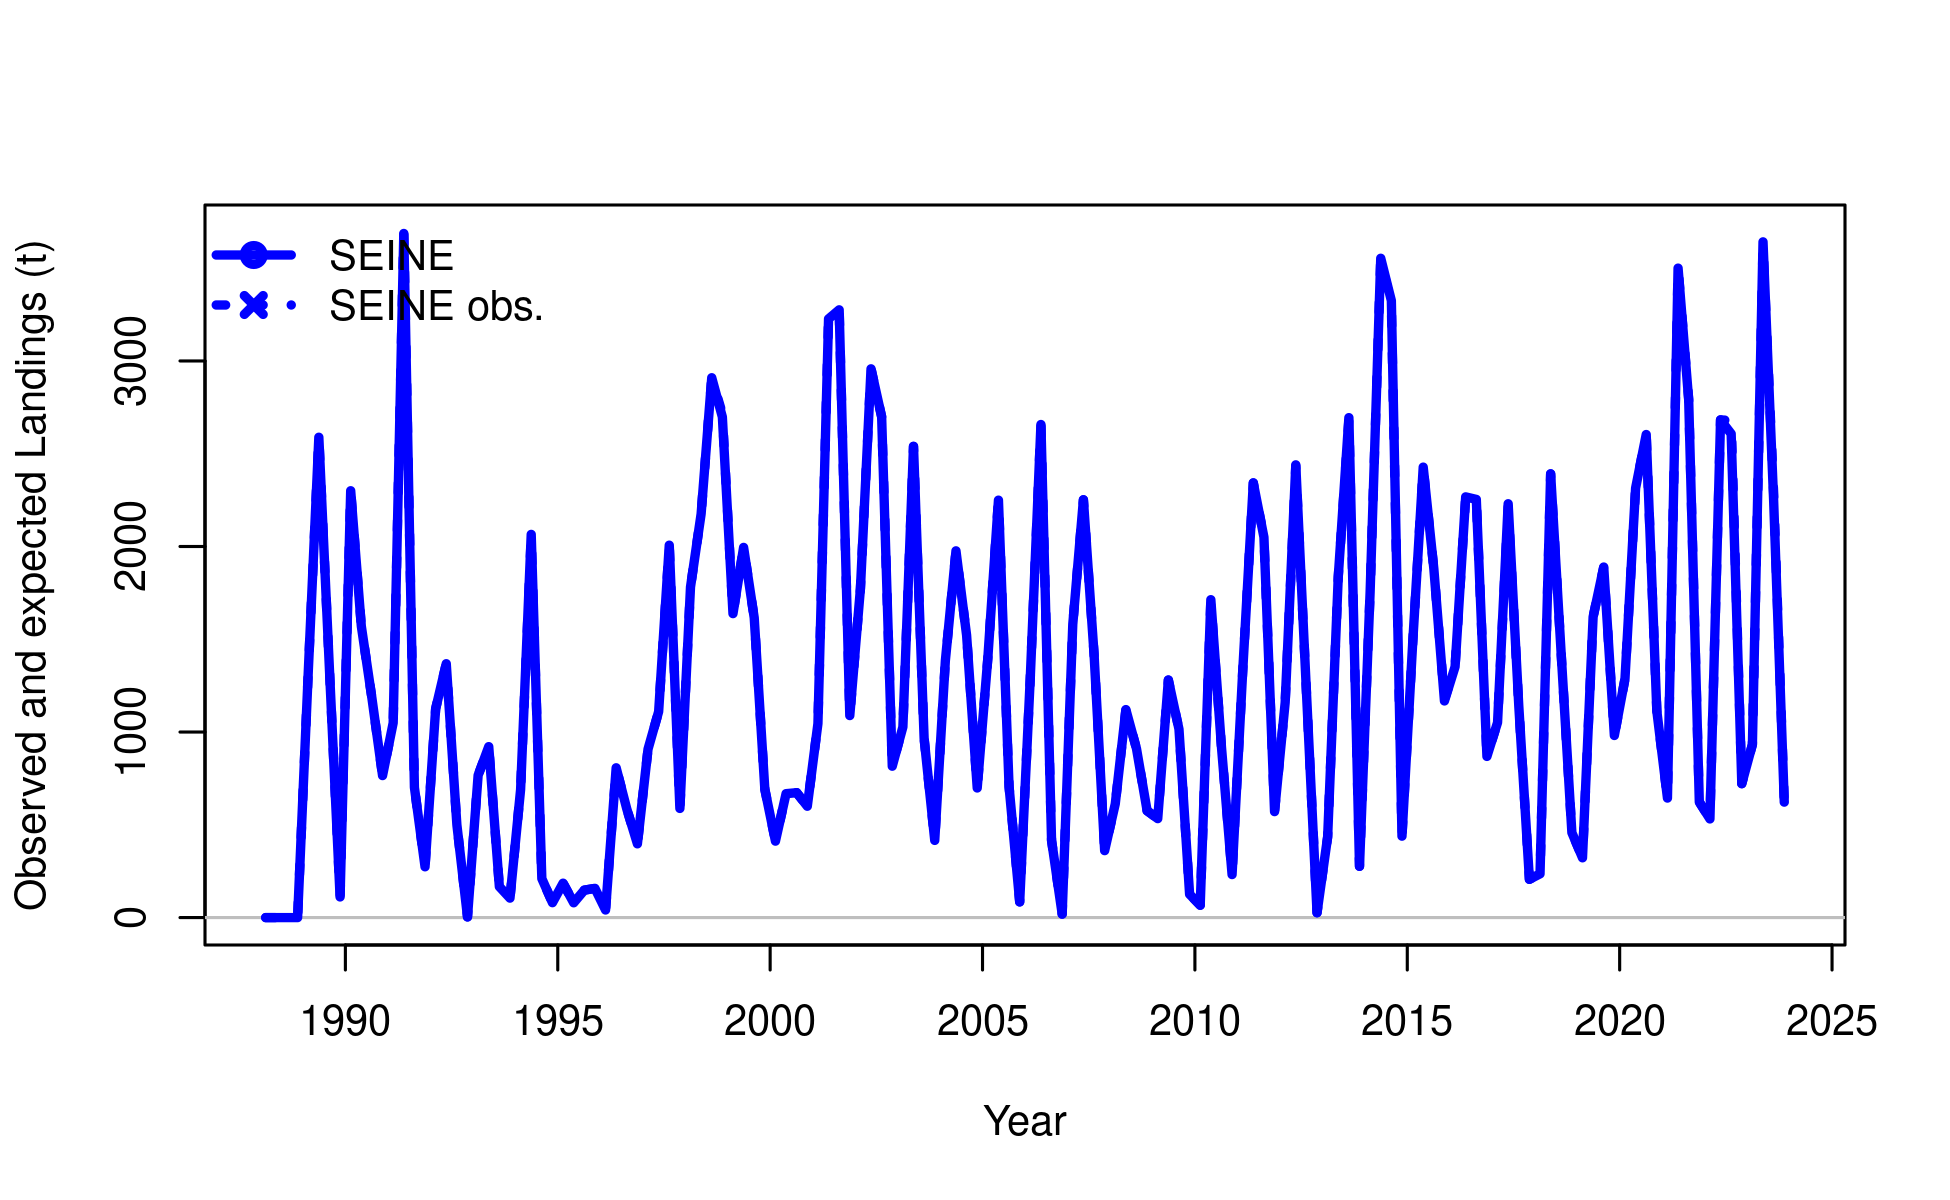 SEINE
SEINE obs.
Observed and expected Landings (t)
3000
2000
1000
0
1990 1995 2000 2005 2010 2015 2020 2025
Year